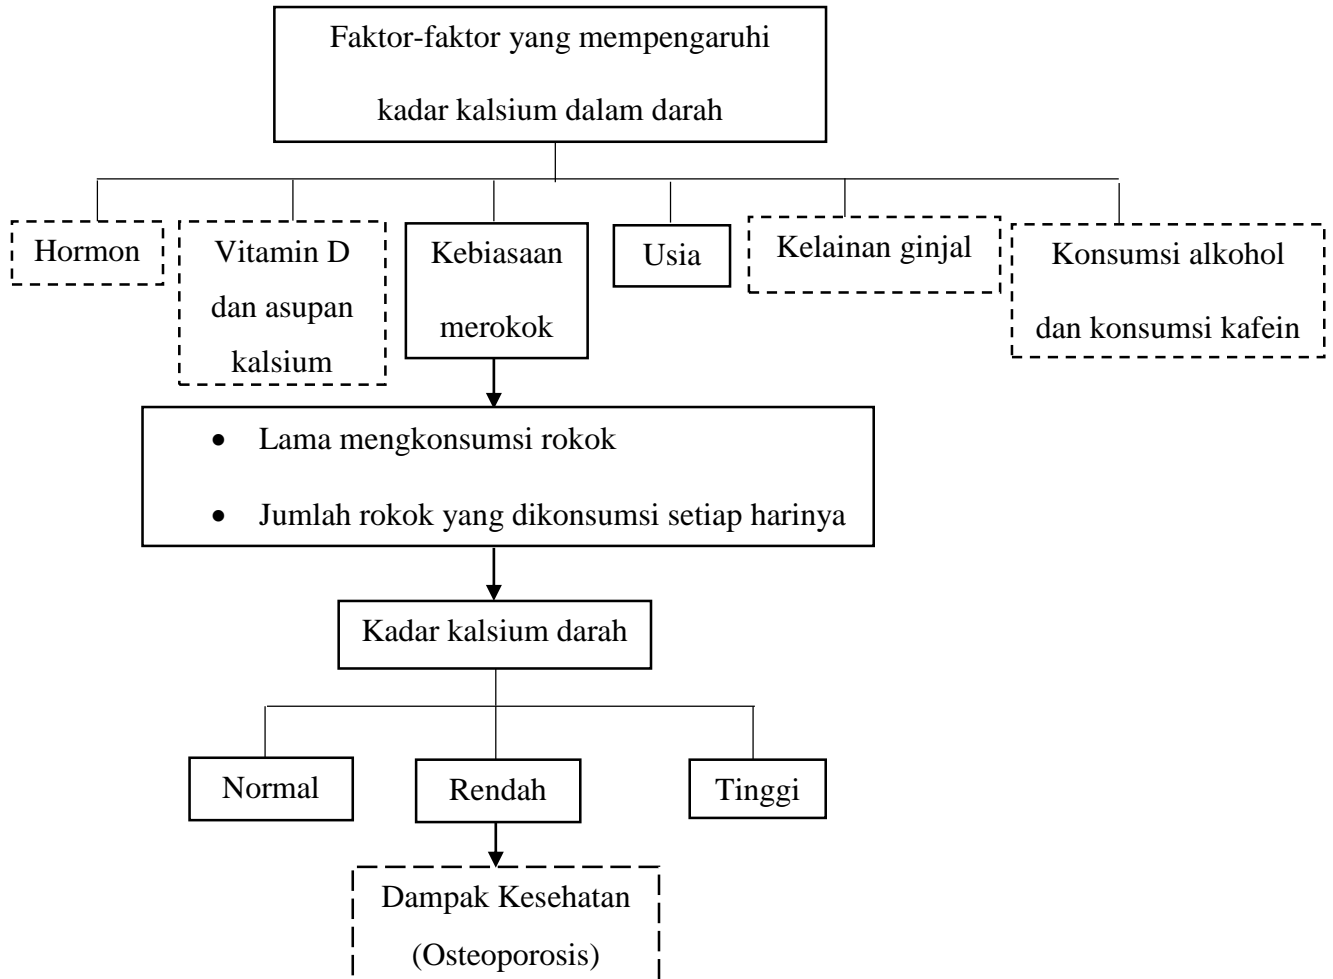 Faktor-faktor yang mempengaruhi
kadar kalsium dalam darah
Hormon
Vitamin D
dan asupan
kalsium
Kebiasaan
merokok
Usia
Kelainan ginjal
Konsumsi alkohol
dan konsumsi kafein
• Lama mengkonsumsi rokok
• Jumlah rokok yang dikonsumsi setiap harinya
Kadar kalsium darah
Normal
Rendah
Tinggi
Dampak Kesehatan
(Osteoporosis)